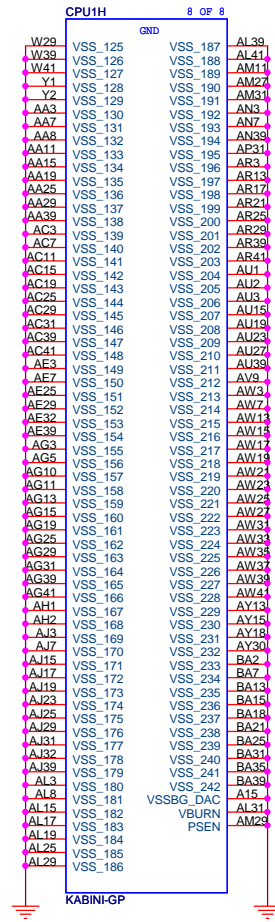 CPU1H 8 OF 8
GND
W29 VSS_125 VSS_187 AL39
W39 VSS_126 VSS_188 AL41
W41 VSS_127 VSS_189 AM11
Y1 VSS_128 VSS_190 AM27
Y2 VSS_129 VSS_191 AM31
AA3 VSS_130 VSS_192 AN3
AA7 VSS_131 VSS_193 AN7
AA8 VSS_132 VSS_194 AN39
AA11 VSS_133 VSS_195 AP31
AA15 VSS_134 VSS_196 AR3
AA19 VSS_135 VSS_197 AR13
AA25 VSS_136 VSS_198 AR17
AA29 VSS_137 VSS_199 AR21
AA39 VSS_138 VSS_200 AR25
AC3 VSS_139 VSS_201 AR29
AC7 VSS_140 VSS_202 AR39
AC11 VSS_141 VSS_203 AR41
AC15 VSS_142 VSS_204 AU1
AC19 VSS_143 VSS_205 AU2
AC25 VSS_144 VSS_206 AU3
AC29 VSS_145 VSS_207 AU15
AC31 VSS_146 VSS_208 AU19
AC39 VSS_147 VSS_209 AU23
AC41 VSS_148 VSS_210 AU27
AE3 VSS_149 VSS_211 AU39
AE7 VSS_150 VSS_212 AV9
AE25 VSS_151 VSS_213 AW3
AE29 VSS_152 VSS_214 AW7
AE32 VSS_153 VSS_215 AW13
AE39 VSS_154 VSS_216 AW15
AG3 VSS_155 VSS_217 AW17
AG5 VSS_156 VSS_218 AW19
AG10 VSS_157 VSS_219 AW21
AG11 VSS_158 VSS_220 AW23
AG13 VSS_159 VSS_221 AW25
AG15 VSS_160 VSS_222 AW27
AG19 VSS_161 VSS_223 AW31
AG25 VSS_162 VSS_224 AW33
AG29 VSS_163 VSS_225 AW35
AG31 VSS_164 VSS_226 AW37
AG39 VSS_165 VSS_227 AW39
AG41 VSS_166 VSS_228 AW41
AH1 VSS_167 VSS_229 AY13
AH2 VSS_168 VSS_230 AY15
AJ3 VSS_169 VSS_231 AY18
AJ7 VSS_170 VSS_232 AY30
AJ15 VSS_171 VSS_233 BA2
AJ17 VSS_172 VSS_234 BA7
AJ19 VSS_173 VSS_235 BA13
AJ23 VSS_174 VSS_236 BA15
AJ25 VSS_175 VSS_237 BA18
AJ29 VSS_176 VSS_238 BA21
AJ31 VSS_177 VSS_239 BA25
AJ32 VSS_178 VSS_240 BA31
AJ39 VSS_179 VSS_241 BA35
AL3 VSS_180 VSS_242 BA39
AL8 VSS_181 VSSBG_DAC A15
AL15 VSS_182 VBURN AL31
AL17 VSS_183 PSEN AM29
AL19 VSS_184
AL25 VSS_185
AL29 VSS_186
KABINI-GP